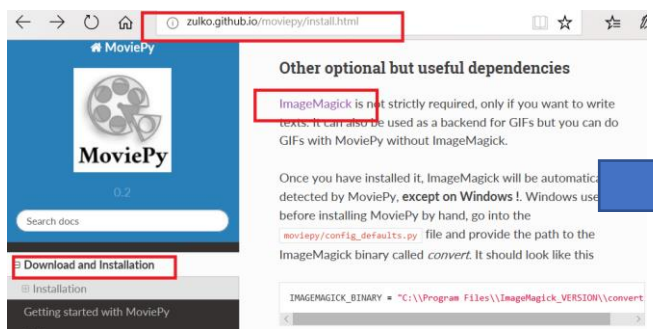 zulko.github.io/moviepy/install.html
MoviePy
MoviePy
0.2
Search docs
Download and Installation
Installation
Getting started with MoviePy
Other optional but useful dependencies
ImageMagick is not strictly required, only if you want to write
texts. It can also be used as a backend for GIFs but you can do
GIFs with MoviePy without ImageMagick.
Once you have installed it, ImageMagick will be
detected by MoviePy, except on Windows !. Windows
before installing MoviePy by hand, go into the
moviepy/config_defaults.py file and provide the path to the
ImageMagick binary called convert. It should look like this
IMAGEMAGICK_BINARY = "C:\\Program Files\\ImageMagick_VERSION\\convert